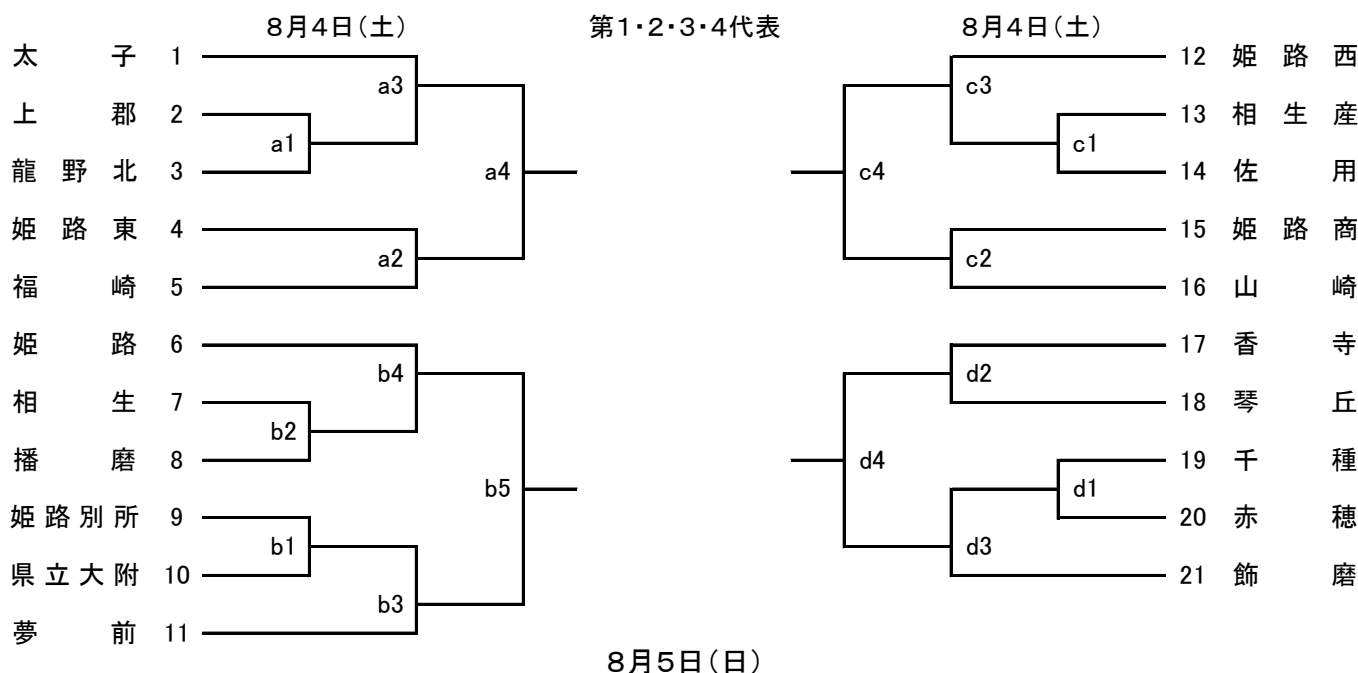 8月4日(土) 第1・2・3・4代表 8月4日(土)
太子 1 12 姫路西
a3 c3
上郡 2 13 相生産
a1 c1
龍野北 3 a4 c4 14 佐用
姫路東 4 15 姫路商
a2 c2
福崎 5 16 山崎
姫路 6 17 香寺
b4 d2
相生 7 18 琴丘
b2
播磨 8 d4 19 千種
b5 d1
姫路別所 9 20 赤穂
b1 d3
県立大附 10 21 飾磨
b3
夢前 11
8月5日(日)